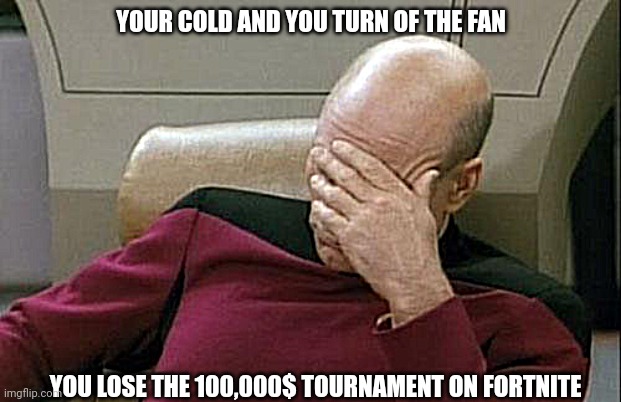 YOUR COLD AND YOU TURN OF THE FAN
YOU LOSE THE 100,000$ TOURNAMENT ON FORTNITE
imgflip.com